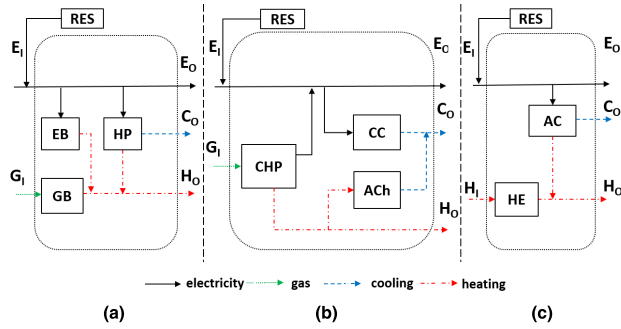 RES
E_I
E_O
EB
HP
C_O
G_I
GB
H_O
RES
E_I
E_O
CC
C_O
G_I
CHP
ACh
H_O
RES
E_I
E_O
AC
C_O
H_I
HE
H_O
electricity gas cooling heating
(a) (b) (c)